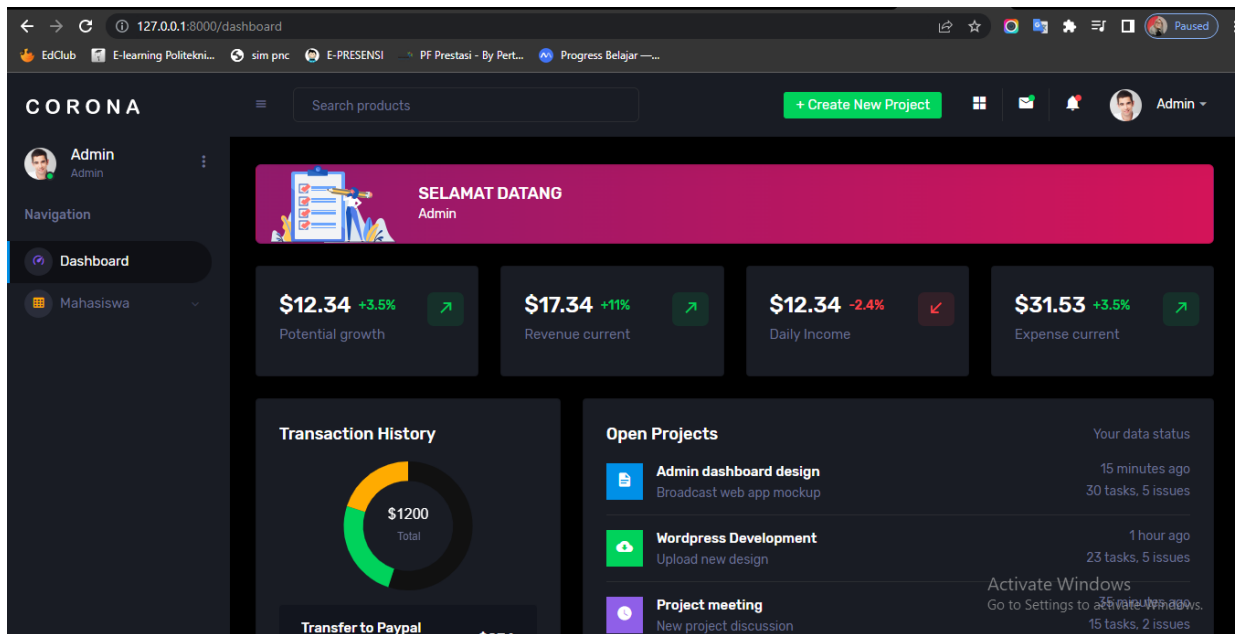 127.0.0.1:8000/dashboard
Paused
EdClub
E-learning Politekni...
sim pnc
E-PRESENSI
PF Prestasi - By Pert...
Progress Belajar —...
CORONA
Search products
+ Create New Project
Admin
Admin
Admin
Navigation
Dashboard
Mahasiswa
SELAMAT DATANG
Admin
$12.34 +3.5%
Potential growth
$17.34 +11%
Revenue current
$12.34 -2.4%
Daily Income
$31.53 +3.5%
Expense current
Transaction History
$1200
Total
Transfer to Paypal
Open Projects
Your data status
Admin dashboard design
15 minutes ago
Broadcast web app mockup
30 tasks, 5 issues
Wordpress Development
1 hour ago
Upload new design
23 tasks, 5 issues
Project meeting
35 minutes ago
New project discussion
15 tasks, 2 issues
Activate Windows
Go to Settings to activate Windows.